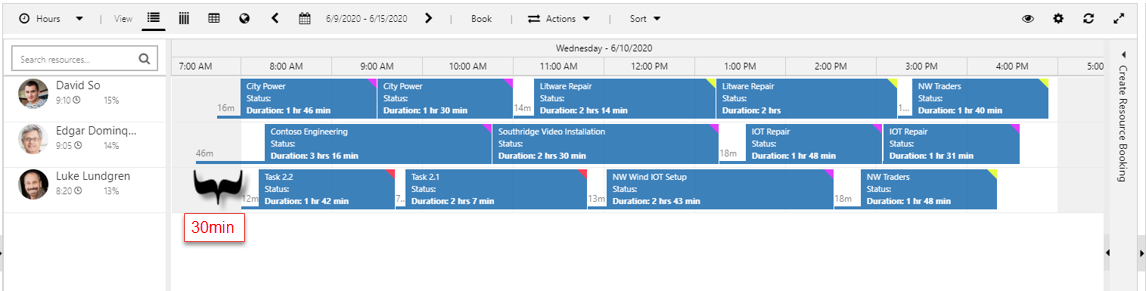 Hours View 6/9/2020 - 6/15/2020 Book Actions Sort
Wednesday - 6/10/2020
Search resources...
7:00 AM 8:00 AM 9:00 AM 10:00 AM 11:00 AM 12:00 PM 1:00 PM 2:00 PM 3:00 PM 4:00 PM 5:00
Create Resource Booking
David So
9:10 15%
16m
City Power
Status:
Duration: 1 hr 46 min
City Power
Status:
Duration: 1 hr 30 min
14m
Litware Repair
Status:
Duration: 2 hrs 14 min
Litware Repair
Status:
Duration: 2 hrs
1...
NW Traders
Status:
Duration: 1 hr 40 min
Edgar Dominq...
9:05 14%
46m
Contoso Engineering
Status:
Duration: 3 hrs 16 min
Southridge Video Installation
Status:
Duration: 2 hrs 30 min
18m
IOT Repair
Status:
Duration: 1 hr 48 min
IOT Repair
Status:
Duration: 1 hr 31 min
Luke Lundgren
8:20 13%
12m
Task 2.2
Status:
Duration: 1 hr 42 min
7...
Task 2.1
Status:
Duration: 2 hrs 7 min
13m
NW Wind IOT Setup
Status:
Duration: 2 hrs 43 min
18m
NW Traders
Status:
Duration: 1 hr 48 min
30min